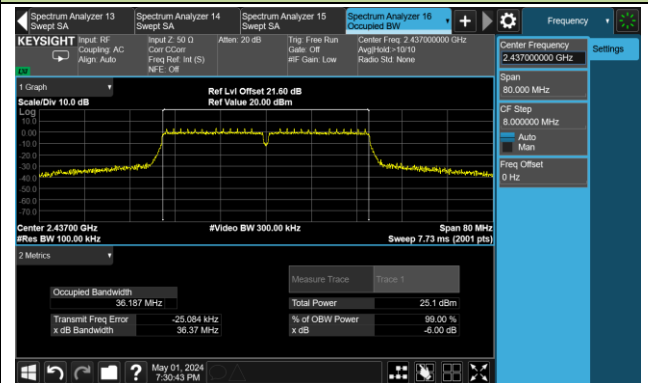 Spectrum Analyzer 13
Swept SA
Spectrum Analyzer 14
Swept SA
Spectrum Analyzer 15
Swept SA
Spectrum Analyzer 16
Occupied BW
+
Frequency
KEYSIGHT
Input: RF
Coupling: AC
Align: Auto
Input Z: 50 Ω
Corr CCorr
Freq Ref: Int (S)
NFE: Off
Atten: 20 dB
Trig: Free Run
Gate: Off
#IF Gain: Low
Center Freq: 2.437000000 GHz
Avg|Hold:>10/10
Radio Std: None
Center Frequency
2.437000000 GHz
Settings
Span
80.000 MHz
CF Step
8.000000 MHz
Auto
Man
Freq Offset
0 Hz
1 Graph
Scale/Div 10.0 dB
Ref Lvl Offset 21.60 dB
Ref Value 20.00 dBm
Log
10.0
0.00
-10.0
-20.0
-30.0
-40.0
-50.0
-60.0
-70.0
Center 2.43700 GHz
#Res BW 100.00 kHz
#Video BW 300.00 kHz
Span 80 MHz
Sweep 7.73 ms (2001 pts)
2 Metrics
Measure Trace
Trace 1
Occupied Bandwidth
36.187 MHz
Total Power
25.1 dBm
Transmit Freq Error
-25.084 kHz
% of OBW Power
99.00 %
x dB Bandwidth
36.37 MHz
x dB
-6.00 dB
?
May 01, 2024
7:30:43 PM